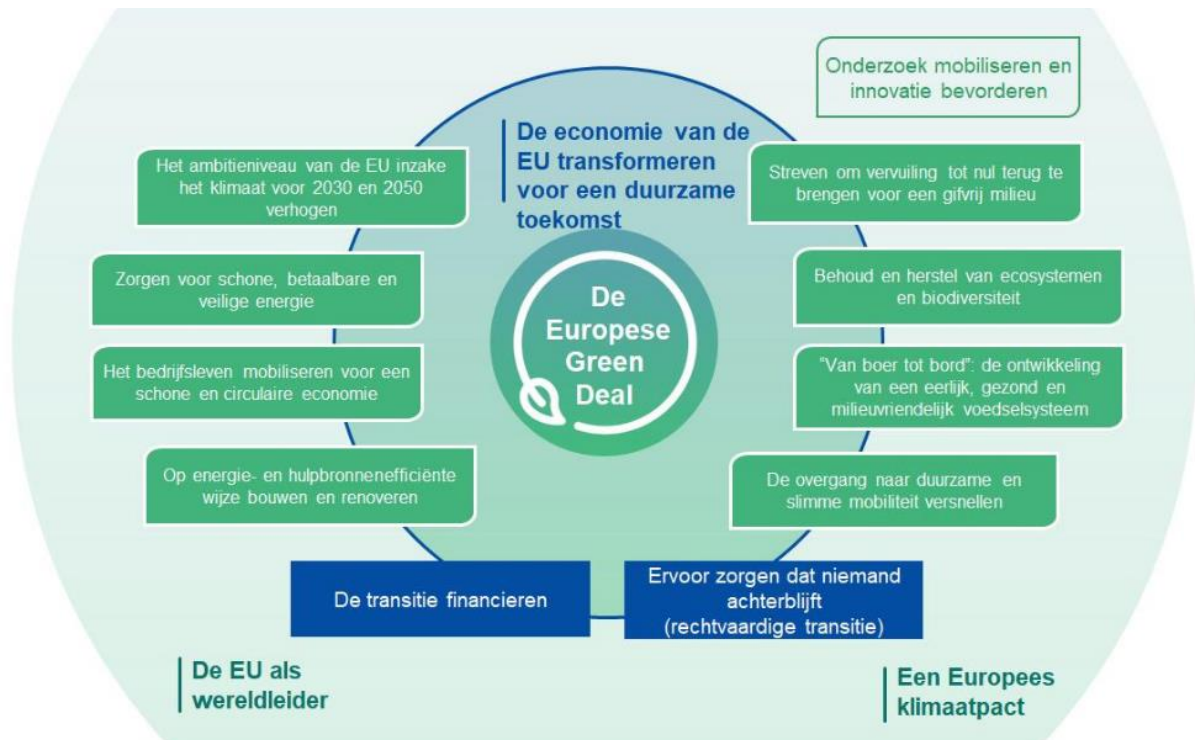 Onderzoek mobiliseren en
innovatie bevorderen
De economie van de
EU transformeren
voor een duurzame
toekomst
Het ambitieniveau van de EU inzake
het klimaat voor 2030 en 2050
verhogen
Streven om vervuiling tot nul terug te
brengen voor een gifvrij milieu
Zorgen voor schone, betaalbare en
veilige energie
Behoud en herstel van ecosystemen
en biodiversiteit
De
Europese
Green
Deal
Het bedrijfsleven mobiliseren voor een
schone en circulaire economie
“Van boer tot bord”: de ontwikkeling
van een eerlijk, gezond en
milieuvriendelijk voedselsysteem
Op energie- en hulpbronnenefficiënte
wijze bouwen en renoveren
De overgang naar duurzame en
slimme mobiliteit versnellen
De transitie financieren
Ervoor zorgen dat niemand
achterblijft
(rechtvaardige transitie)
De EU als
wereldleider
Een Europees
klimaatpact